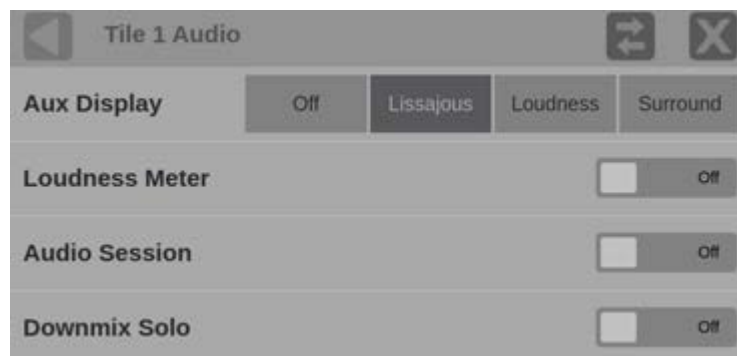 Tile 1 Audio
Aux Display Off Lissajous Loudness Surround
Loudness Meter Off
Audio Session Off
Downmix Solo Off